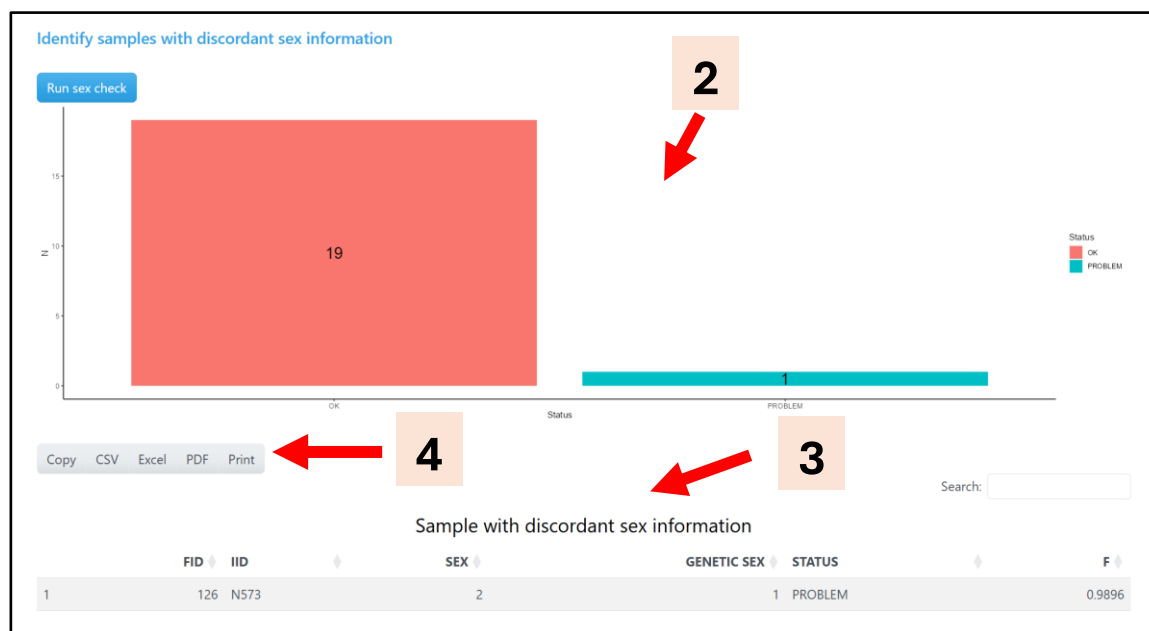 Identify samples with discordant sex information
Run sex check
2
15
10
5
0
N
19
1
OK
PROBLEM
Status
Status
OK
PROBLEM
Copy CSV Excel PDF Print
4
3
Search:
Sample with discordant sex information
FID IID SEX GENETIC SEX STATUS F
1 126 N573 2 1 PROBLEM 0.9896